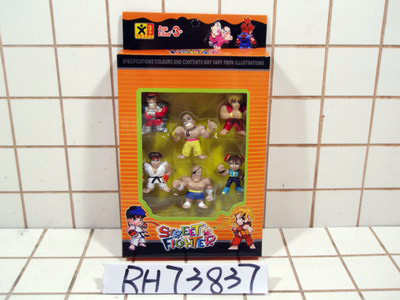 SPECIFICATIONS COLOURS AND CONTENTS MAY VARY FROM ILLUSTRATIONS
STREET
FIGHTER
RH73837